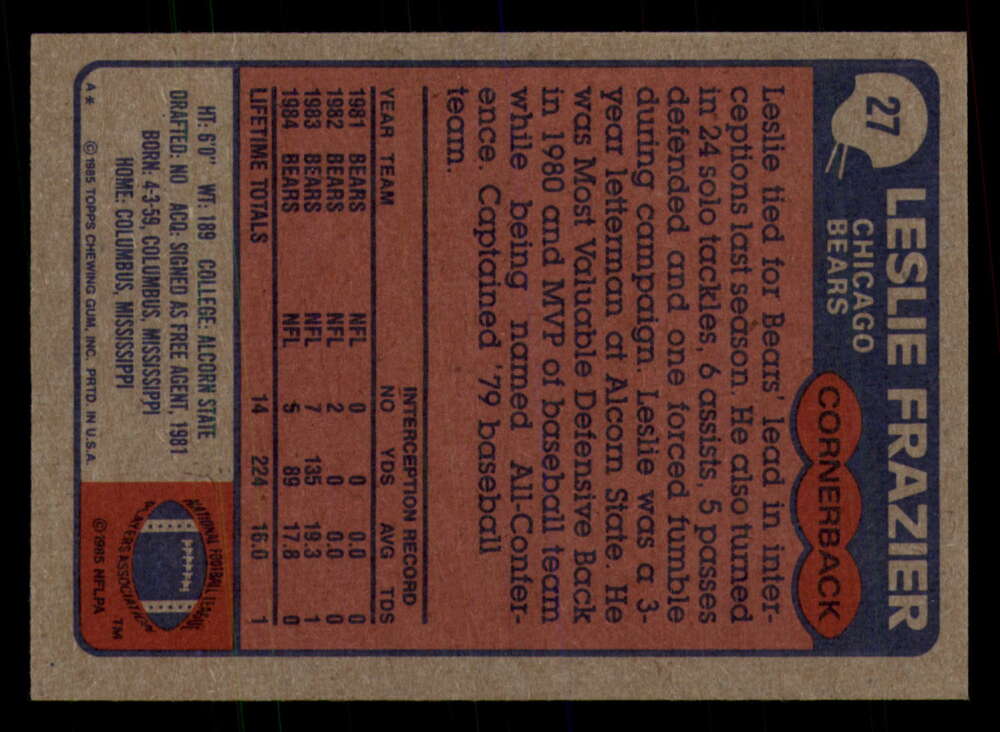 27
LESLIE FRAZIER
CHICAGO
BEARS
CORNERBACK
Leslie tied for Bears' lead in inter-
ceptions last season. He also turned
in 24 solo tackles, 6 assists, 5 passes
defended and one forced fumble
during campaign. Leslie was a 3-
year letterman at Alcorn State. He
was Most Valuable Defensive Back
in 1980 and MVP of baseball team
while being named All-Confer-
ence. Captained '79 baseball
team.
INTERCEPTION RECORD
YEAR TEAM NO YDS AVG TDS
1981 BEARS NFL 0 0 0.0 0
1982 BEARS NFL 2 0 0.0 0
1983 BEARS NFL 7 135 19.3 1
1984 BEARS NFL 5 89 17.8 0
LIFETIME TOTALS 14 224 16.0 1
HT: 6'0" WT: 189 COLLEGE: ALCORN STATE
DRAFTED: NO ACQ: SIGNED AS FREE AGENT, 1981
BORN: 4-3-59, COLUMBUS, MISSISSIPPI
HOME: COLUMBUS, MISSISSIPPI
NATIONAL FOOTBALL LEAGUE
PLAYERS ASSOCIATION
TM
© 1985 NFLPA
A* © 1985 TOPPS CHEWING GUM, INC. PRTD. IN U.S.A.